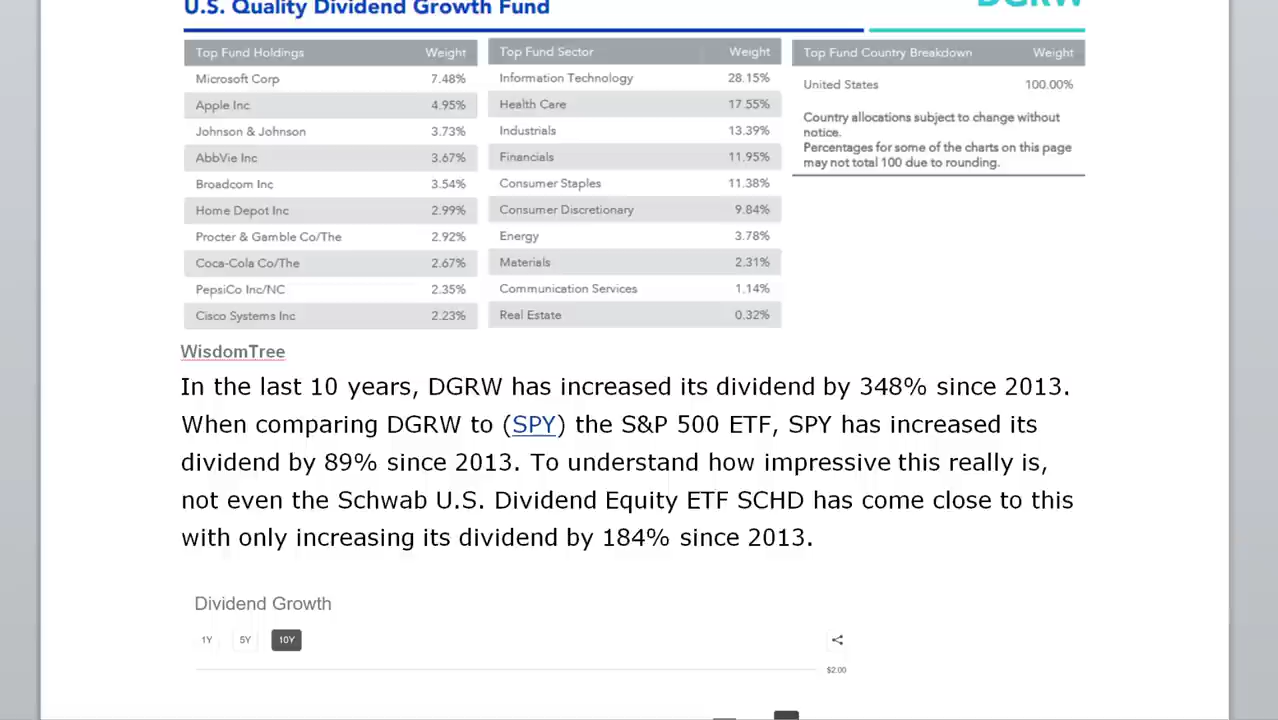 U.S. Quality Dividend Growth Fund
DGRW
Top Fund Holdings Weight
Microsoft Corp 7.48%
Apple Inc 4.95%
Johnson & Johnson 3.73%
AbbVie Inc 3.67%
Broadcom Inc 3.54%
Home Depot Inc 2.99%
Procter & Gamble Co/The 2.92%
Coca-Cola Co/The 2.67%
PepsiCo Inc/NC 2.35%
Cisco Systems Inc 2.23%
Top Fund Sector Weight
Information Technology 28.15%
Health Care 17.55%
Industrials 13.39%
Financials 11.95%
Consumer Staples 11.38%
Consumer Discretionary 9.84%
Energy 3.78%
Materials 2.31%
Communication Services 1.14%
Real Estate 0.32%
Top Fund Country Breakdown Weight
United States 100.00%
Country allocations subject to change without
notice.
Percentages for some of the charts on this page
may not total 100 due to rounding.
WisdomTree
In the last 10 years, DGRW has increased its dividend by 348% since 2013.
When comparing DGRW to (SPY) the S&P 500 ETF, SPY has increased its
dividend by 89% since 2013. To understand how impressive this really is,
not even the Schwab U.S. Dividend Equity ETF SCHD has come close to this
with only increasing its dividend by 184% since 2013.
Dividend Growth
1Y 5Y 10Y
$2.00